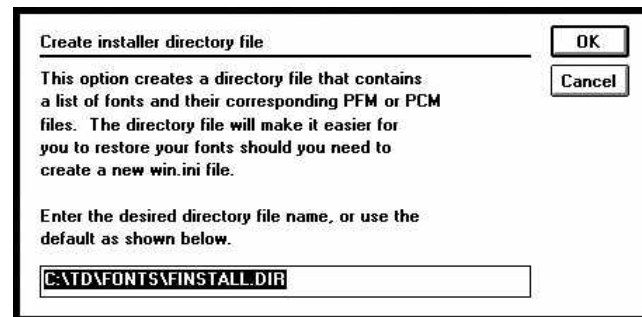 Create installer directory file
OK
Cancel
This option creates a directory file that contains
a list of fonts and their corresponding PFM or PCM
files.  The directory file will make it easier for
you to restore your fonts should you need to
create a new win.ini file.
Enter the desired directory file name, or use the
default as shown below.
C:\TD\FONTS\FINSTALL.DIR